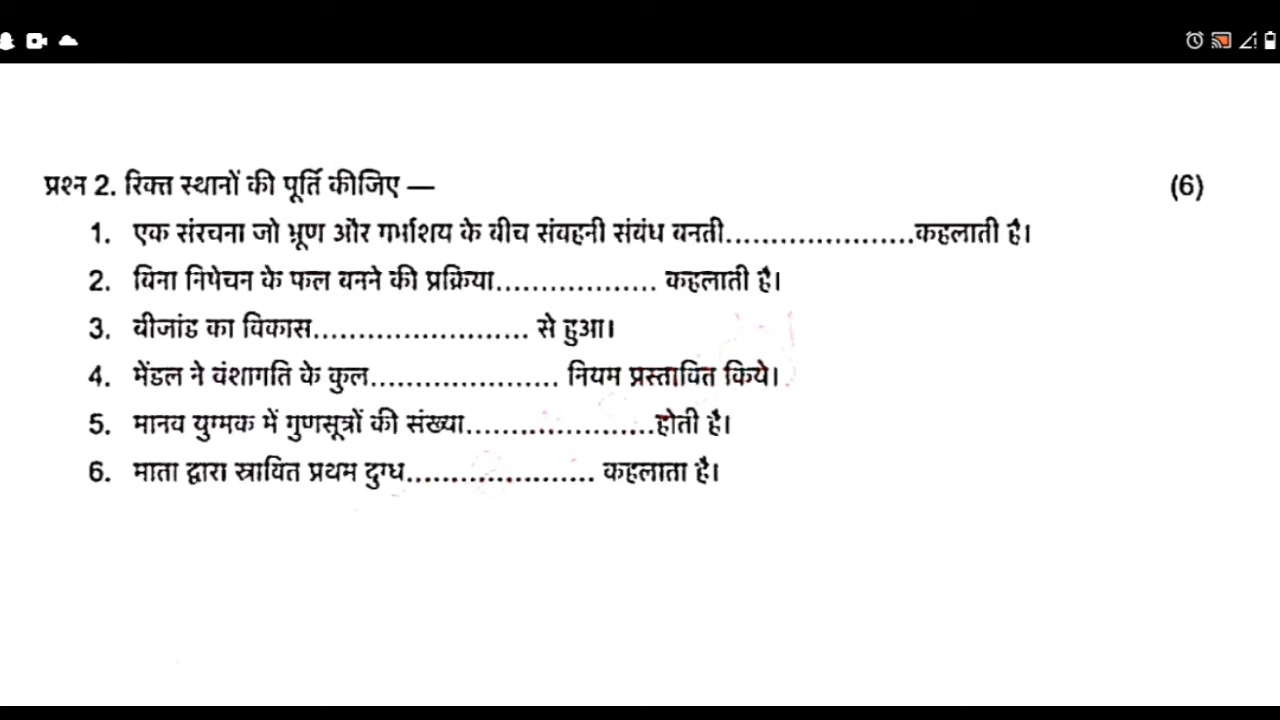 प्रश्न 2. रिक्त स्थानों की पूर्ति कीजिए — (6)
1. एक संरचना जो भ्रूण और गर्भाशय के बीच संवहनी संबंध बनती.....................कहलाती है।
2. बिना निषेचन के फल बनने की प्रक्रिया.................. कहलाती है।
3. बीजांड का विकास........................ से हुआ।
4. मेंडल ने वंशागति के कुल..................... नियम प्रस्तावित किये।
5. मानव युग्मक में गुणसूत्रों की संख्या.....................होती है।
6. माता द्वारा स्रावित प्रथम दुग्ध..................... कहलाता है।